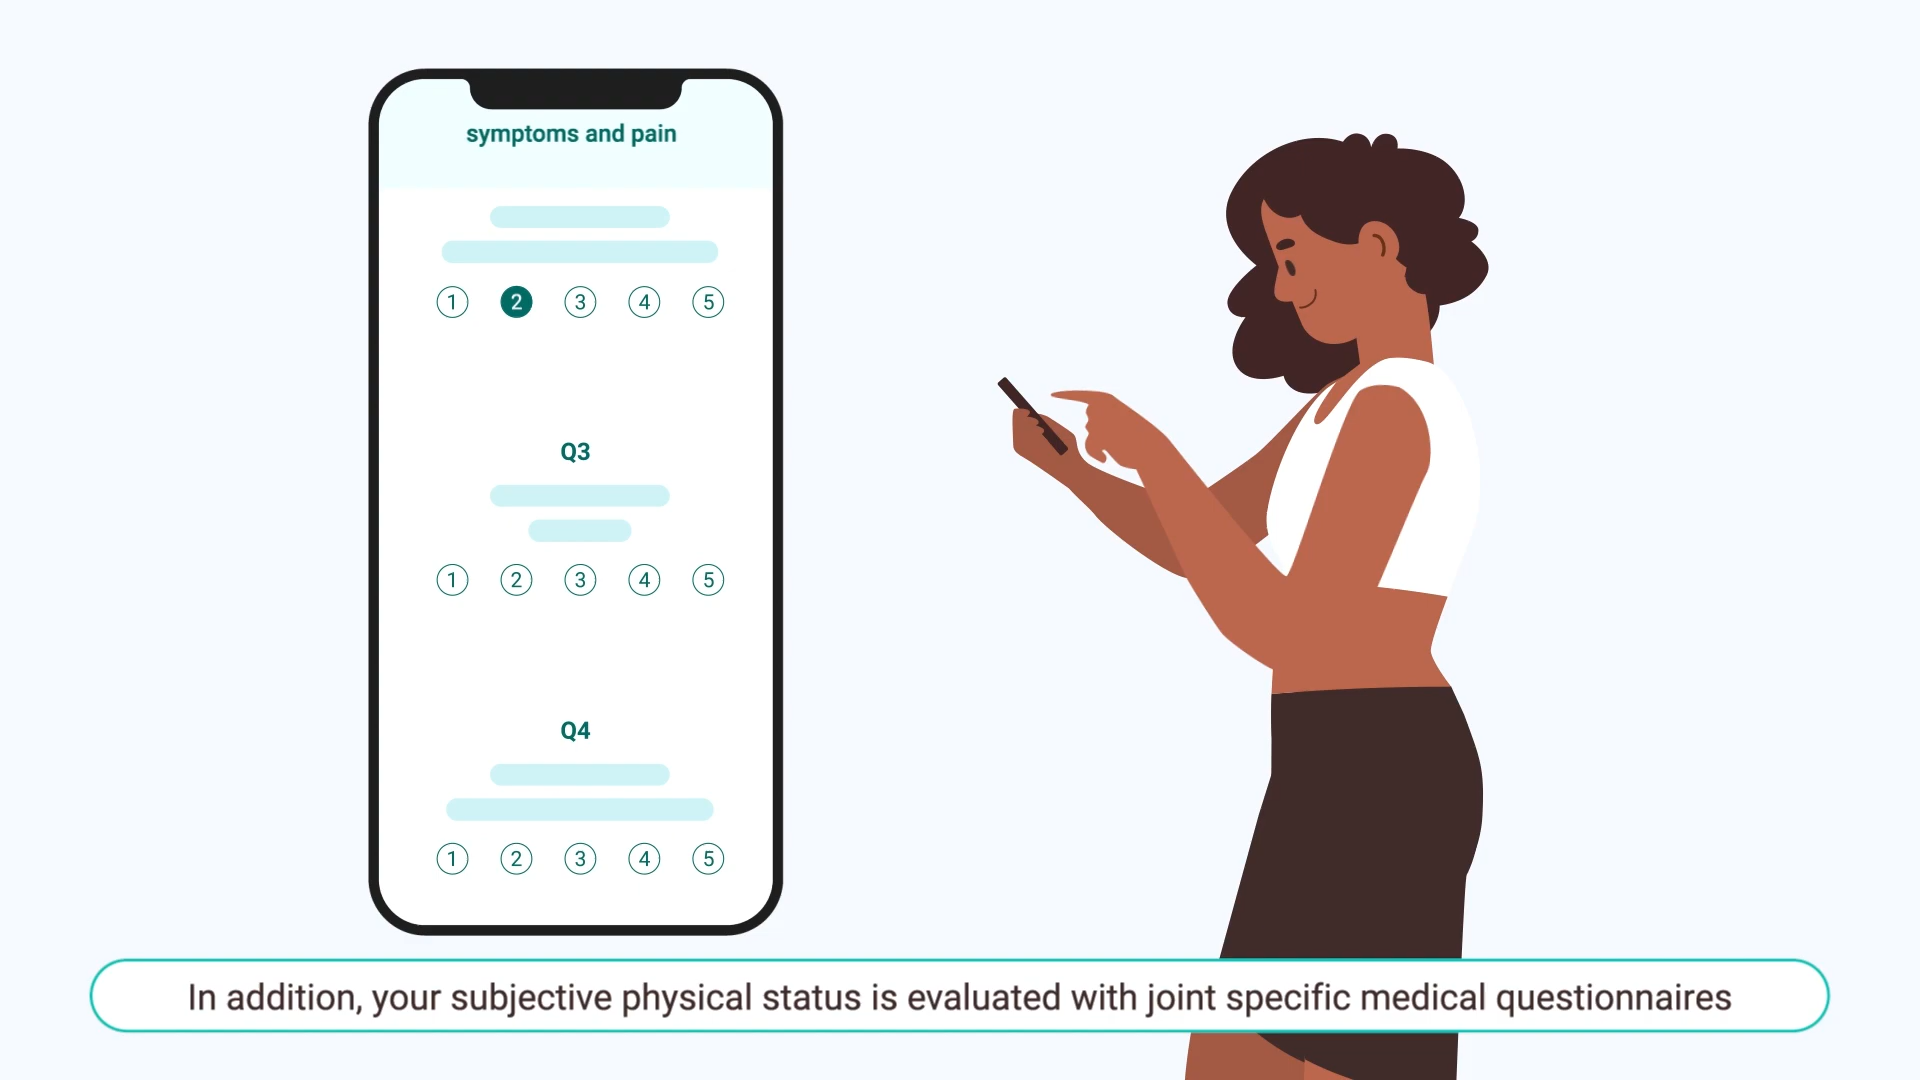 symptoms and pain
1 2 3 4 5
Q3
1 2 3 4 5
Q4
1 2 3 4 5
In addition, your subjective physical status is evaluated with joint specific medical questionnaires